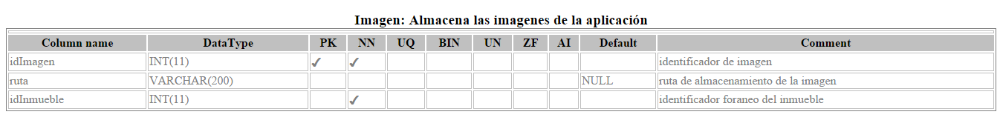 Imagen: Almacena las imagenes de la aplicación
Column name DataType PK NN UQ BIN UN ZF AI Default Comment
idImagen INT(11) ✓ ✓ identificador de imagen
ruta VARCHAR(200) NULL ruta de almacenamiento de la imagen
idInmueble INT(11) ✓ identificador foraneo del inmueble